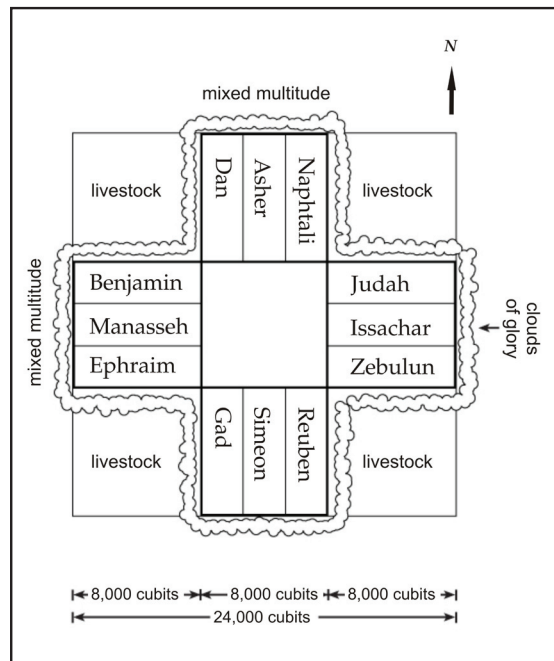 N
mixed multitude
livestock
Dan
Asher
Naphtali
livestock
mixed multitude
Benjamin
Manasseh
Ephraim
Judah
Issachar
Zebulun
clouds
of glory
livestock
Gad
Simeon
Reuben
livestock
8,000 cubits
8,000 cubits
8,000 cubits
24,000 cubits